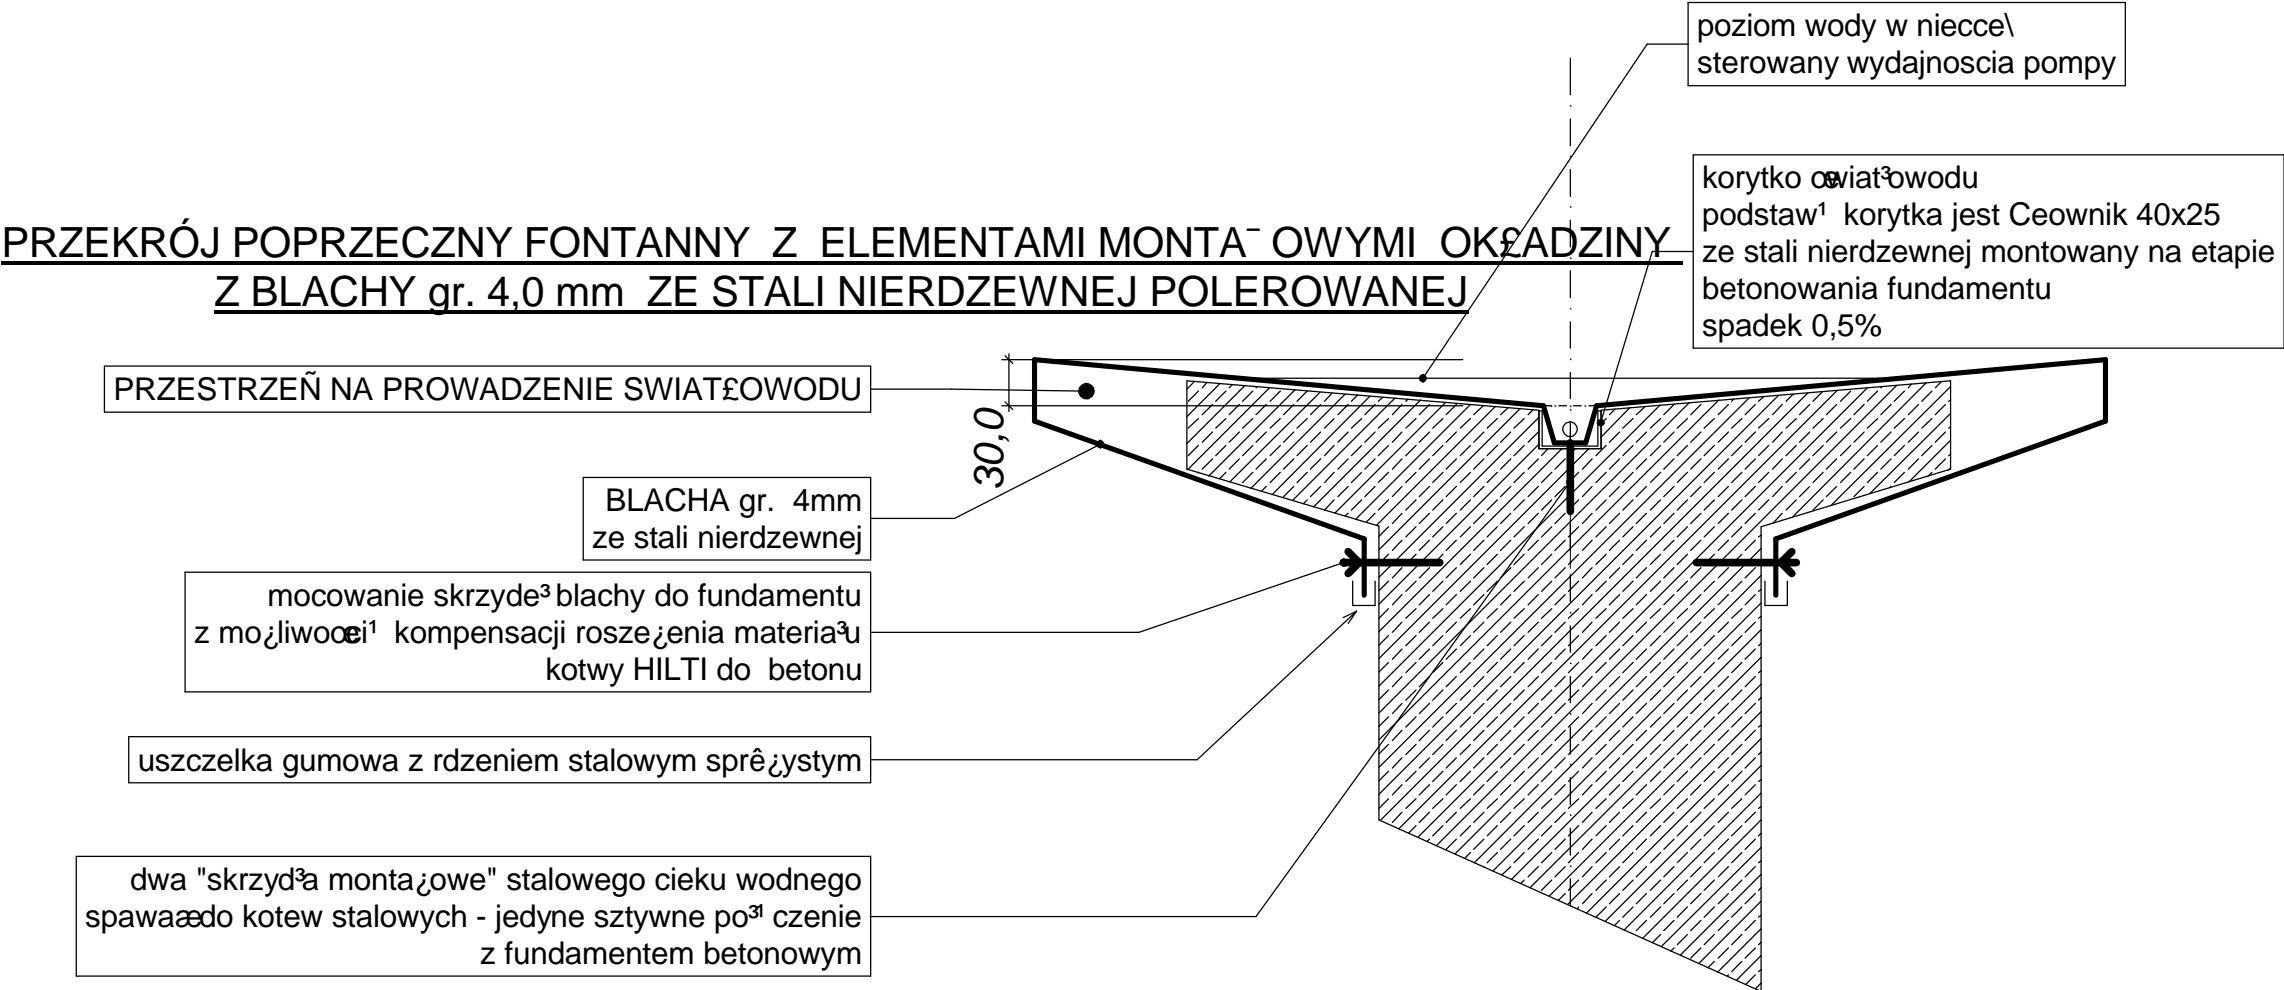 poziom wody w niecce\
sterowany wydajnoscia pompy
korytko œwiat³owodu
podstaw¹ korytka jest Ceownik 40x25
ze stali nierdzewnej montowany na etapie
betonowania fundamentu
spadek 0,5%
PRZEKRÓJ POPRZECZNY FONTANNY Z ELEMENTAMI MONTA¯OWYMI OK£ADZINY
Z BLACHY gr. 4,0 mm ZE STALI NIERDZEWNEJ POLEROWANEJ
PRZESTRZEÑ NA PROWADZENIE SWIAT£OWODU
30,0
BLACHA gr. 4mm
ze stali nierdzewnej
mocowanie skrzyde³ blachy do fundamentu
z mo¿liwoœci¹ kompensacji rosze¿enia materia³u
kotwy HILTI do betonu
uszczelka gumowa z rdzeniem stalowym sprê¿ystym
dwa "skrzyd³a monta¿owe" stalowego cieku wodnego
spawaæ do kotew stalowych - jedyne sztywne po³¹czenie
z fundamentem betonowym